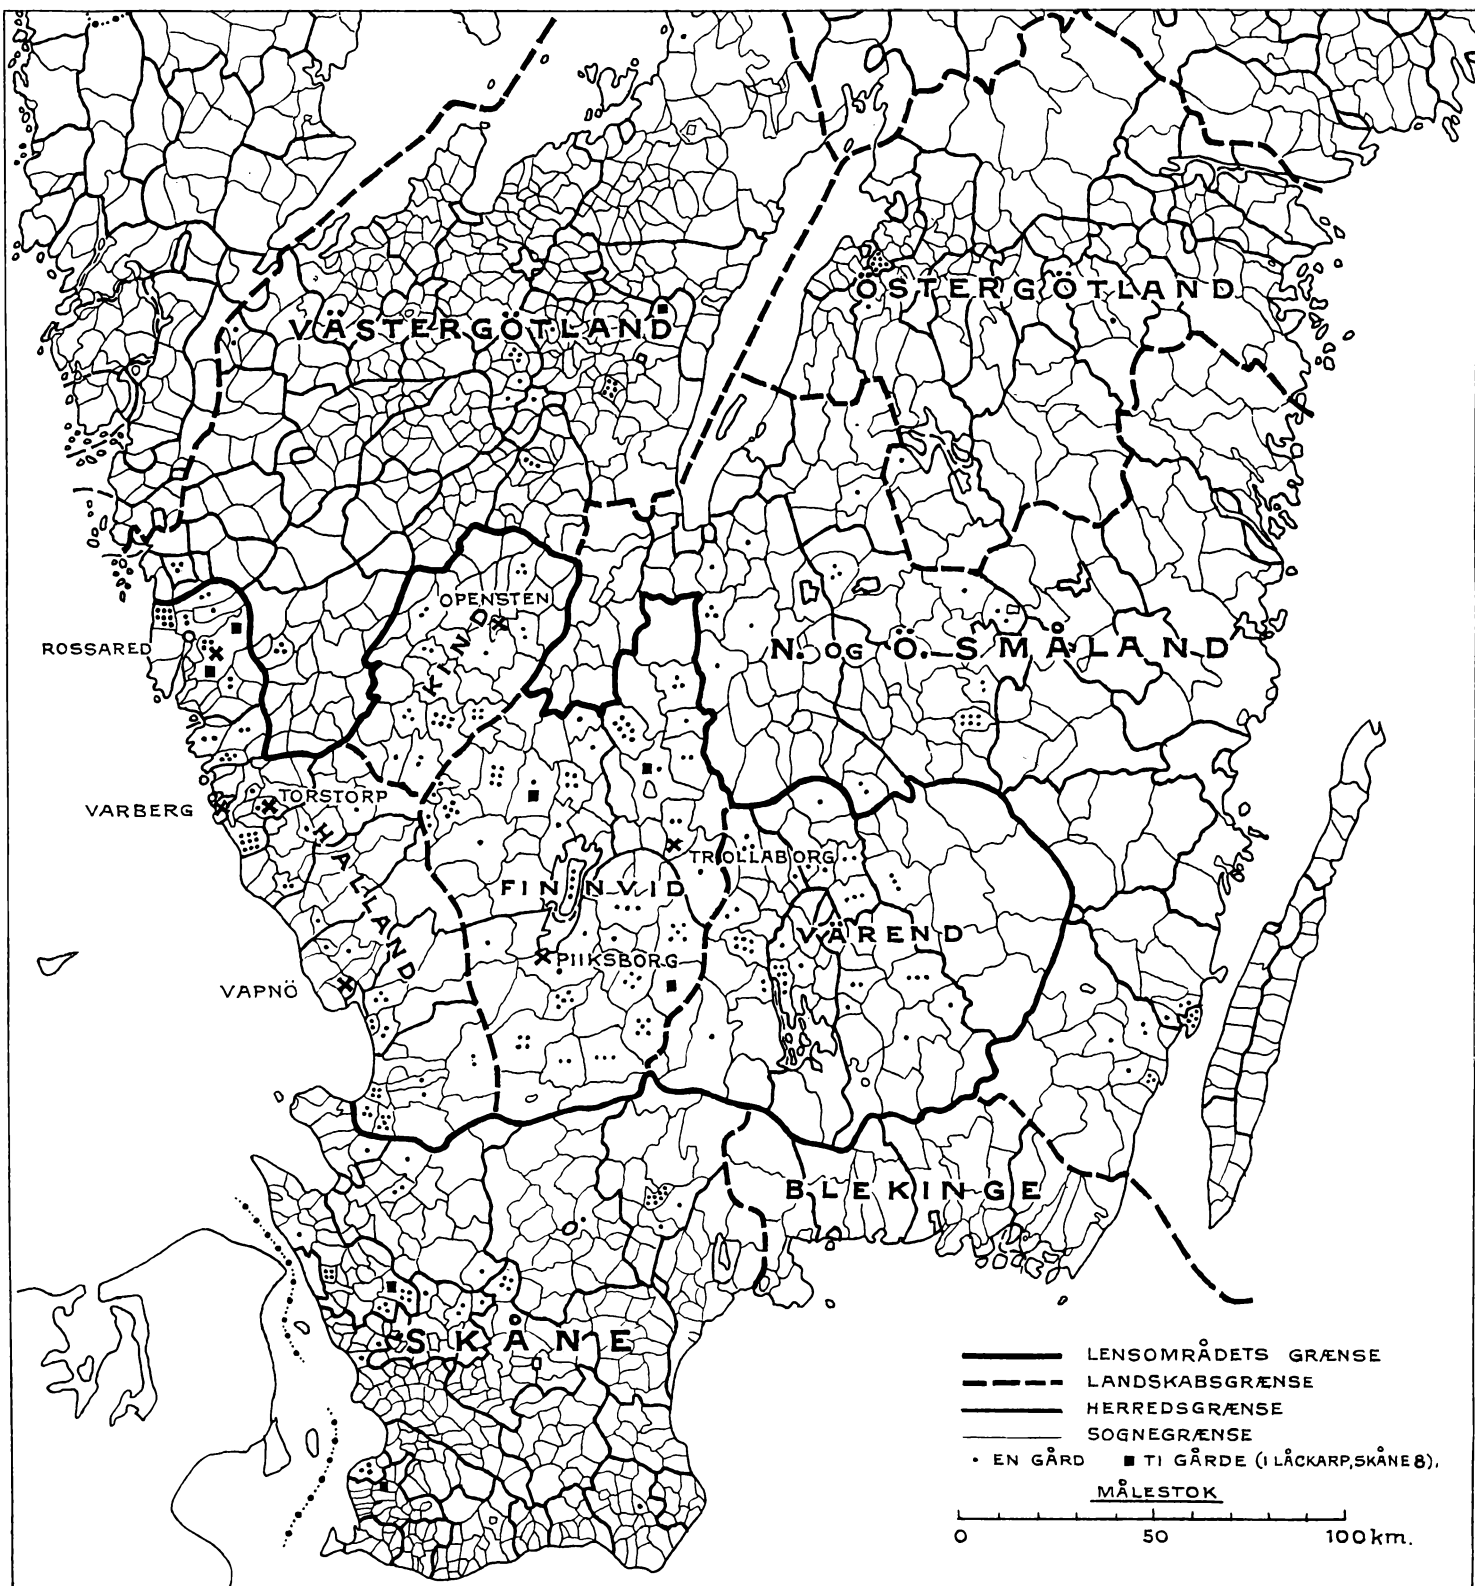 ÖSTERGÖTLAND
VÄSTERGÖTLAND
OPENSTEN
KIND
ROSSARED
N. OG Ö. SMÅLAND
TORSTORP
VARBERG
HALLAND
TROLLABORG
FINNVID
VÄREND
PIIKSBORG
VAPNÖ
BLEKINGE
SKÅNE
LENSOMRÅDETS GRÆNSE
LANDSKABSGRÆNSE
HERREDSGRÆNSE
SOGNEGRÆNSE
• EN GÅRD ■ TI GÅRDE (I LÅCKARP, SKÅNE 8).
MÅLESTOK
0 50 100 km.